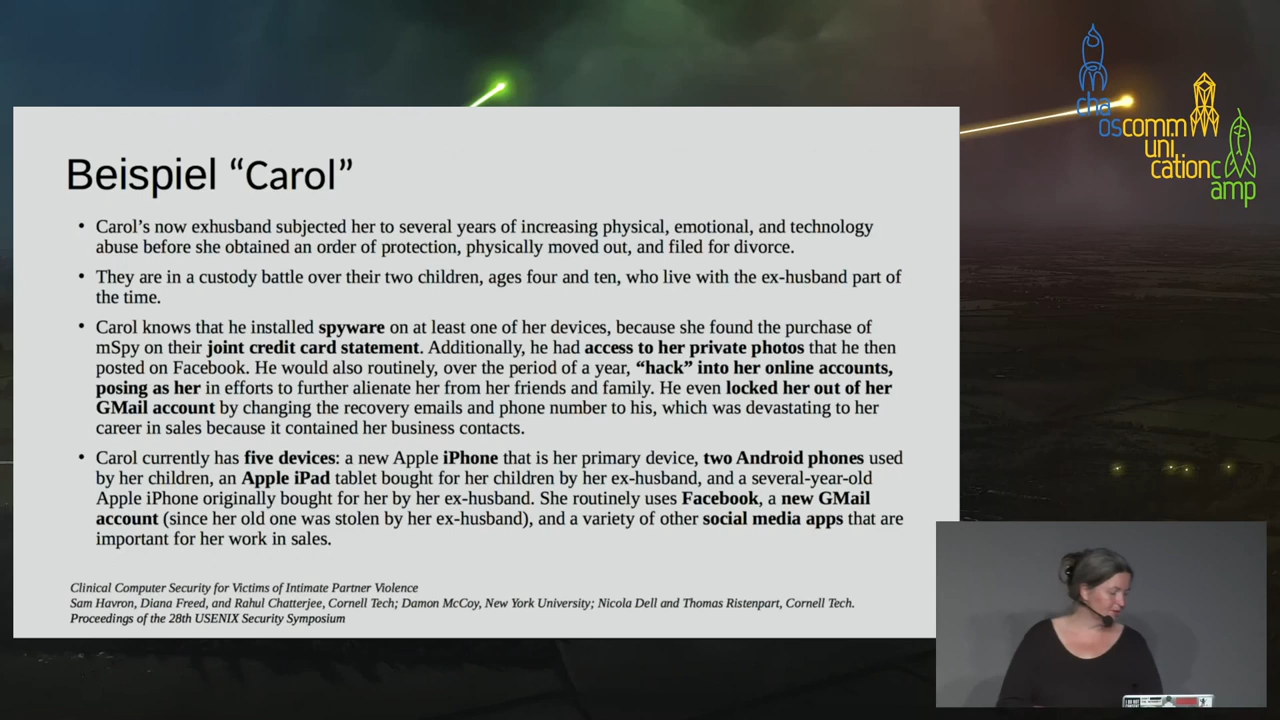 chaoscommunicationcamp
Beispiel “Carol”
• Carol’s now exhusband subjected her to several years of increasing physical, emotional, and technology
abuse before she obtained an order of protection, physically moved out, and filed for divorce.
• They are in a custody battle over their two children, ages four and ten, who live with the ex-husband part of
the time.
• Carol knows that he installed spyware on at least one of her devices, because she found the purchase of
mSpy on their joint credit card statement. Additionally, he had access to her private photos that he then
posted on Facebook. He would also routinely, over the period of a year, “hack” into her online accounts,
posing as her in efforts to further alienate her from her friends and family. He even locked her out of her
GMail account by changing the recovery emails and phone number to his, which was devastating to her
career in sales because it contained her business contacts.
• Carol currently has five devices: a new Apple iPhone that is her primary device, two Android phones used
by her children, an Apple iPad tablet bought for her children by her ex-husband, and a several-year-old
Apple iPhone originally bought for her by her ex-husband. She routinely uses Facebook, a new GMail
account (since her old one was stolen by her ex-husband), and a variety of other social media apps that are
important for her work in sales.
Clinical Computer Security for Victims of Intimate Partner Violence
Sam Havron, Diana Freed, and Rahul Chatterjee, Cornell Tech; Damon McCoy, New York University; Nicola Dell and Thomas Ristenpart, Cornell Tech.
Proceedings of the 28th USENIX Security Symposium